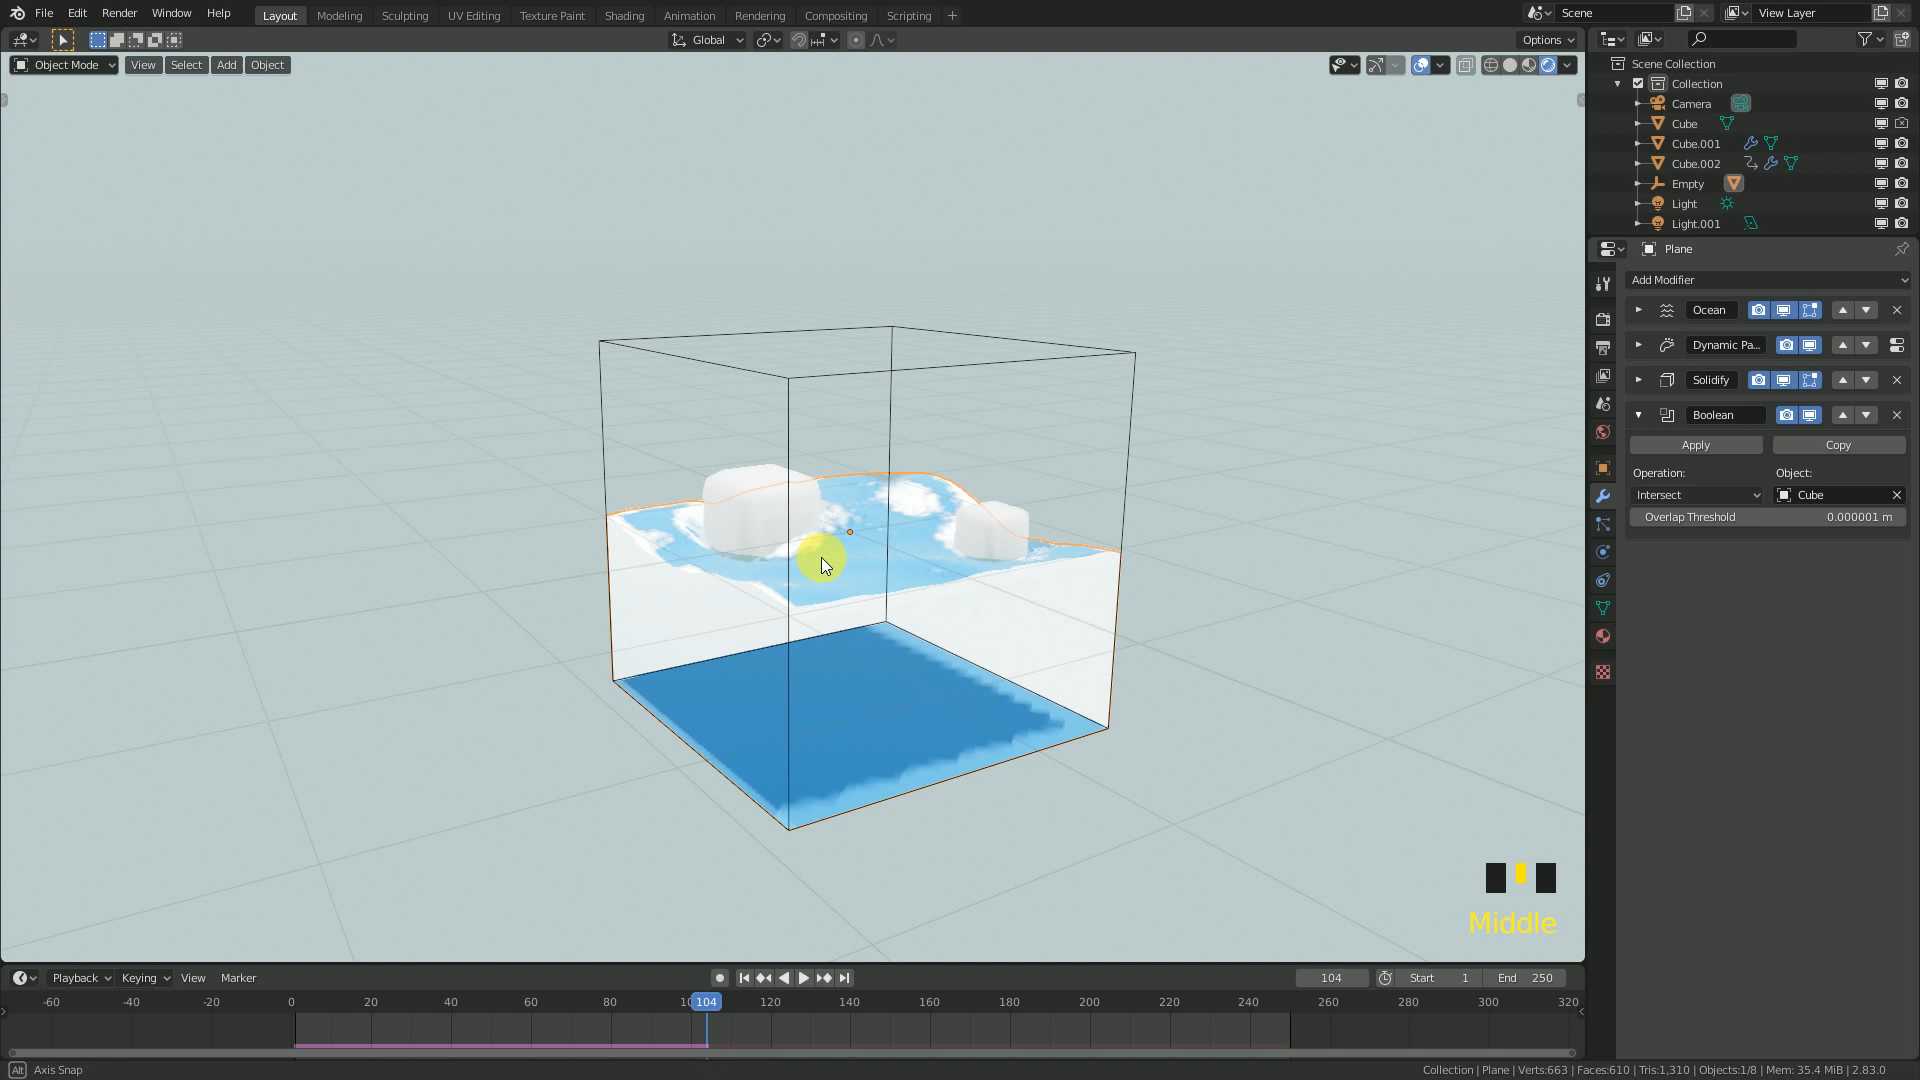 File Edit Render Window Help Layout Modeling Sculpting UV Editing Texture Paint Shading Animation Rendering Compositing Scripting + Scene View Layer
Global Options
Object Mode View Select Add Object
Scene Collection
Collection
Camera
Cube
Cube.001
Cube.002
Empty
Light
Light.001
Plane
Add Modifier
Ocean
Dynamic Pa...
Solidify
Boolean
Apply Copy
Operation: Object:
Intersect Cube
Overlap Threshold 0.000001 m
Middle
Playback Keying View Marker 104 Start 1 End 250
-60 -40 -20 0 20 40 60 80 10 104 120 140 160 180 200 220 240 260 280 300 320
Alt Axis Snap Collection | Plane | Verts:663 | Faces:610 | Tris:1,310 | Objects:1/8 | Mem: 35.4 MiB | 2.83.0